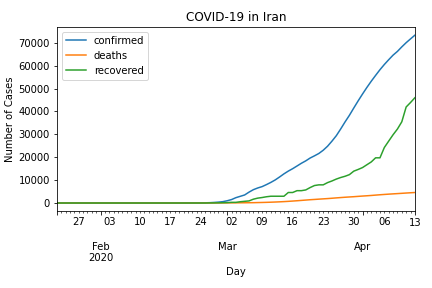 COVID-19 in Iran
confirmed
deaths
recovered
Number of Cases
70000
60000
50000
40000
30000
20000
10000
0
27 03 10 17 24 02 09 16 23 30 06 13
Feb Mar Apr
2020
Day